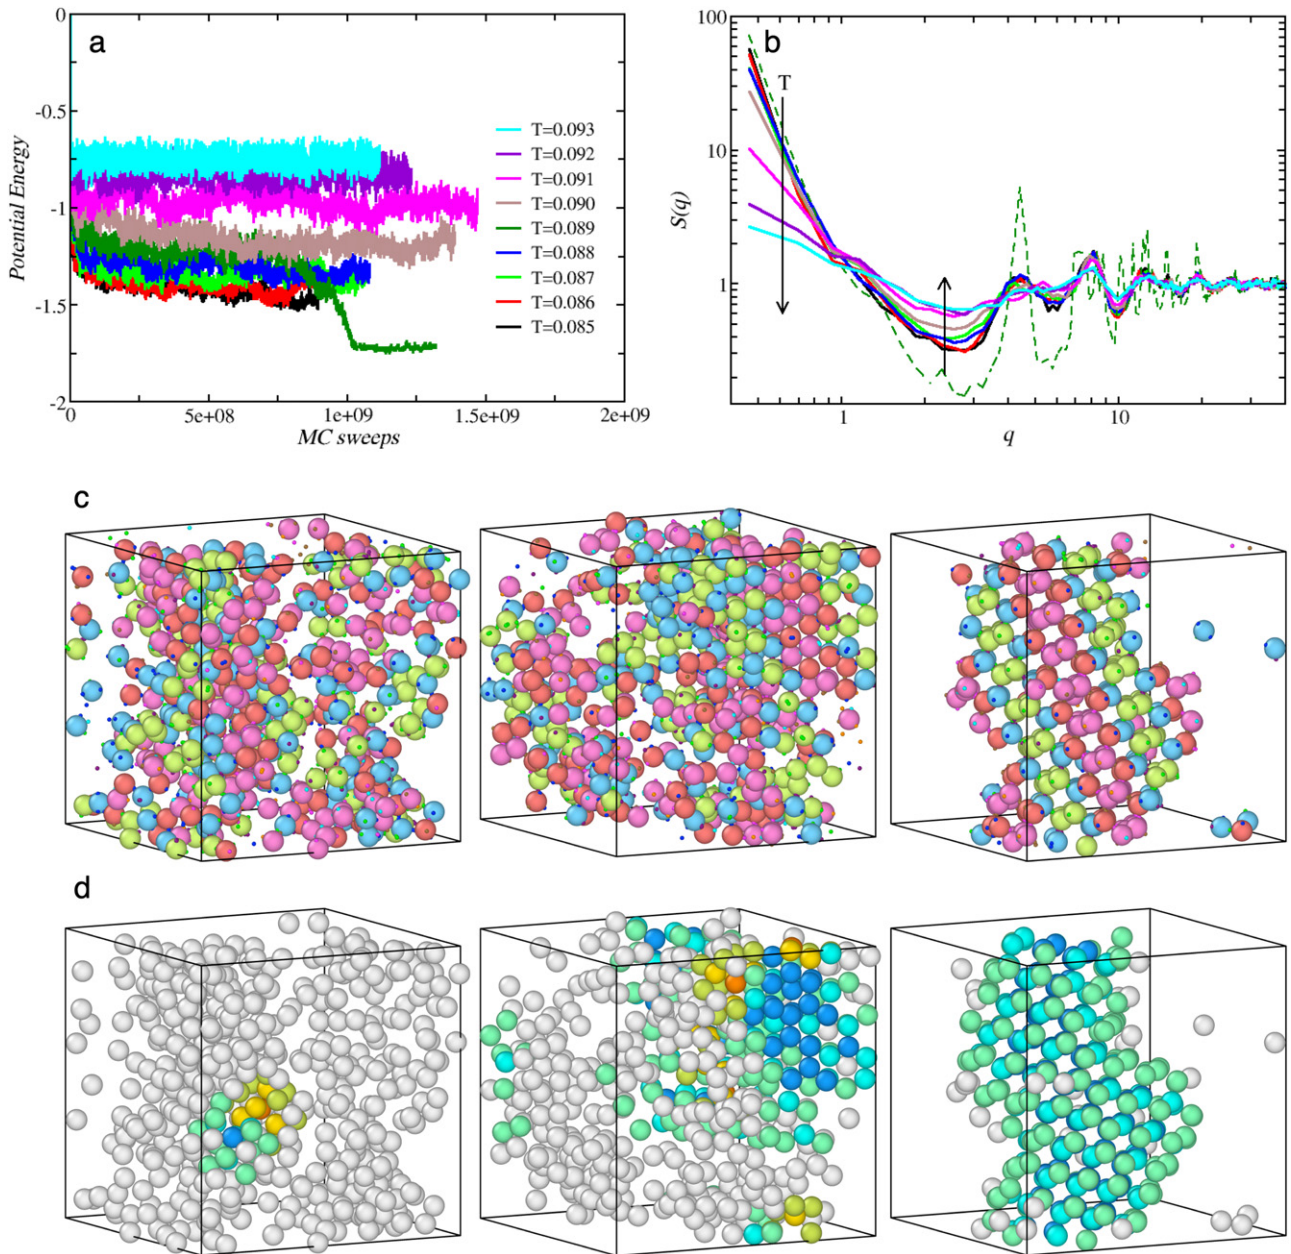 a
Potential Energy
0
-0.5
-1
-1.5
-2
T=0.093
T=0.092
T=0.091
T=0.090
T=0.089
T=0.088
T=0.087
T=0.086
T=0.085
0 5e+08 1e+09 1.5e+09 2e+09
MC sweeps
b
S(q)
100
10
1
T
1 10
q
c
d